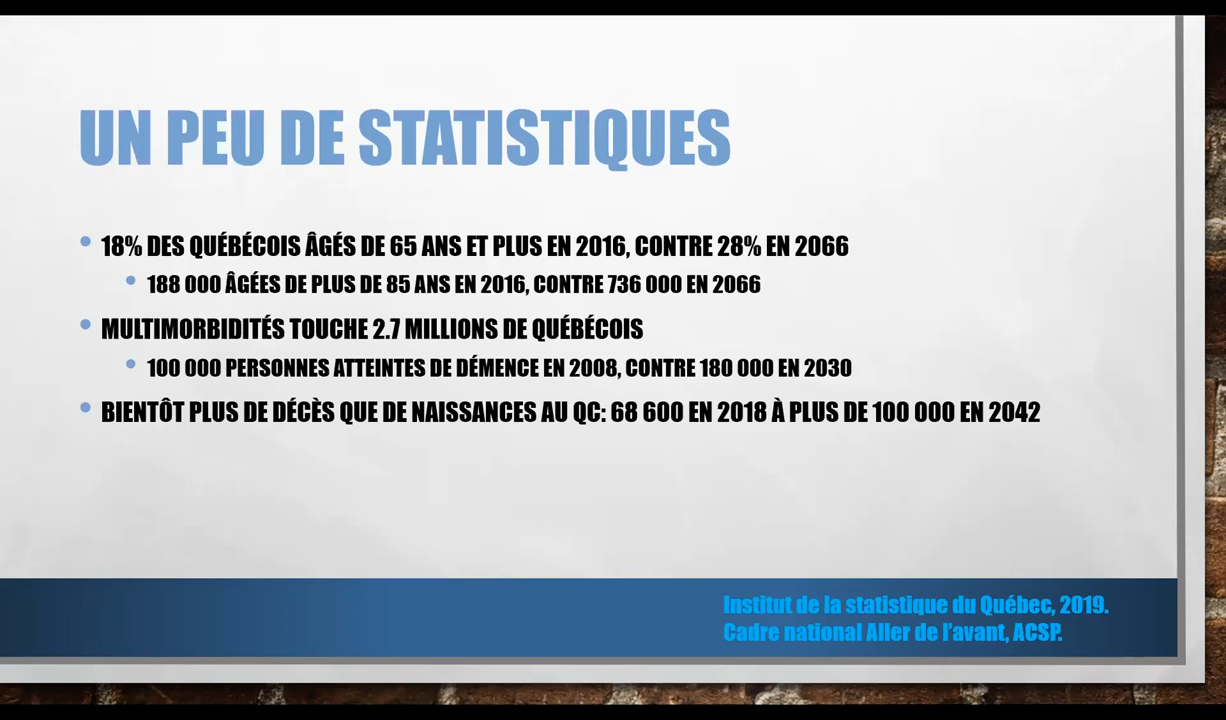 UN PEU DE STATISTIQUES
• 18% DES QUÉBÉCOIS ÂGÉS DE 65 ANS ET PLUS EN 2016, CONTRE 28% EN 2066
• 188 000 ÂGÉES DE PLUS DE 85 ANS EN 2016, CONTRE 736 000 EN 2066
• MULTIMORBIDITÉS TOUCHE 2.7 MILLIONS DE QUÉBÉCOIS
• 100 000 PERSONNES ATTEINTES DE DÉMENCE EN 2008, CONTRE 180 000 EN 2030
• BIENTÔT PLUS DE DÉCÈS QUE DE NAISSANCES AU QC: 68 600 EN 2018 À PLUS DE 100 000 EN 2042
Institut de la statistique du Québec, 2019.
Cadre national Aller de l'avant, ACSP.